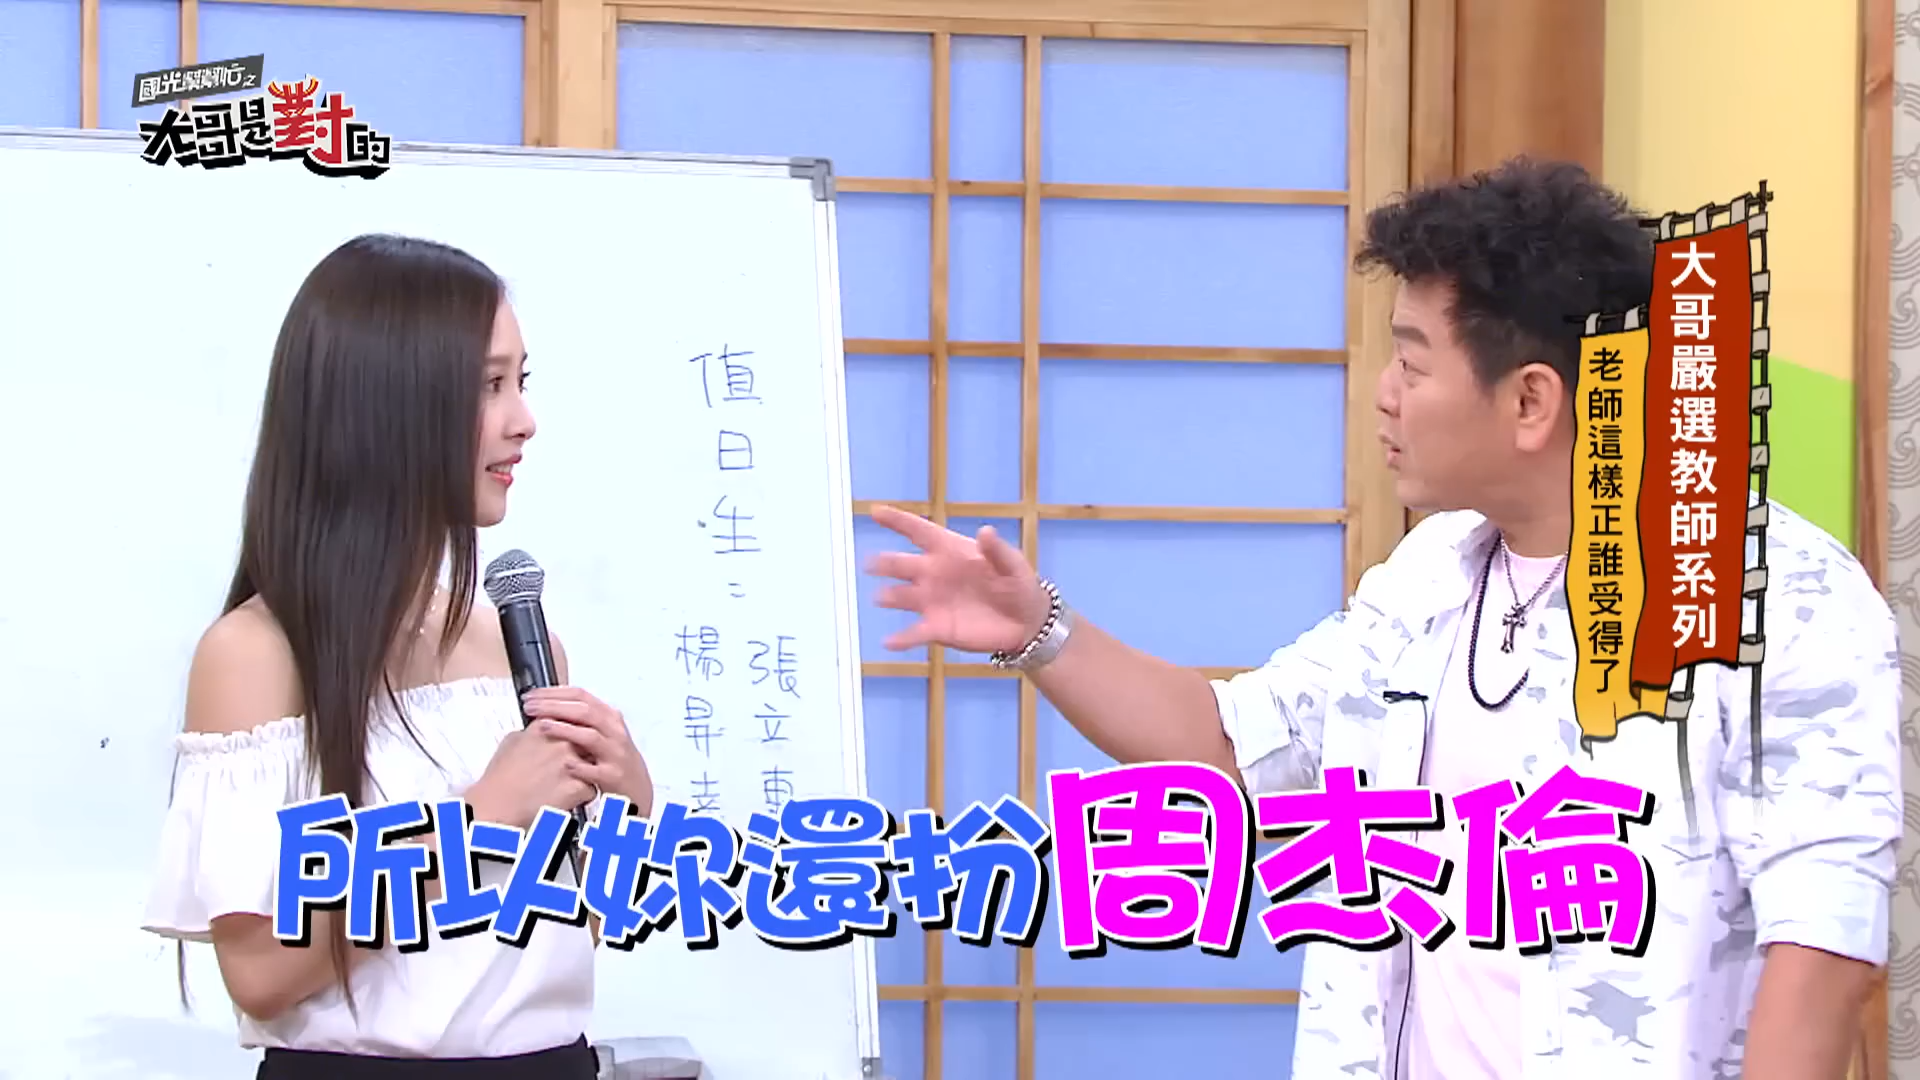 國光幫幫忙之
大哥是對的
大哥嚴選教師系列
老師這樣正誰受得了
值日生:
張立東
楊昇達
所以妳還扮周杰倫